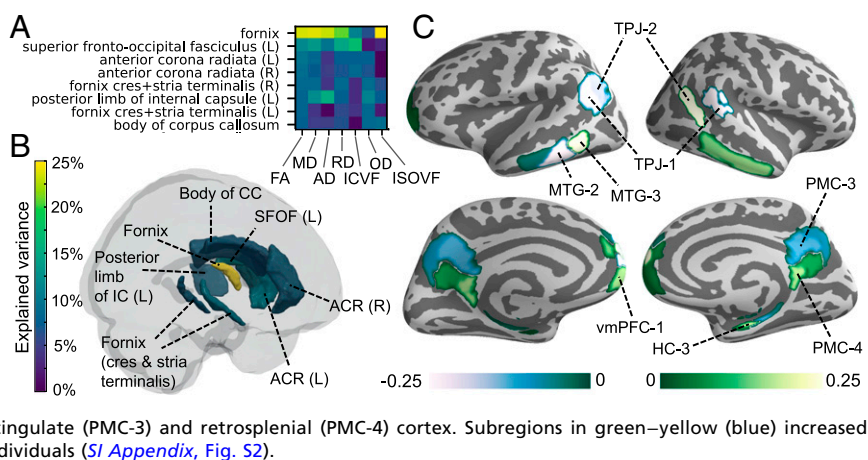 A
fornix
superior fronto-occipital fasciculus (L)
anterior corona radiata (L)
anterior corona radiata (R)
fornix cres+stria terminalis (R)
posterior limb of internal capsule (L)
fornix cres+stria terminalis (L)
body of corpus callosum
FA MD AD RD ICVF OD ISOVF
B
Explained variance
25%
20%
15%
10%
5%
0%
Body of CC
SFOF (L)
Fornix
Posterior
limb
of IC (L)
ACR (R)
Fornix
(cres & stria
terminalis)
ACR (L)
C
TPJ-2
TPJ-1
MTG-2
MTG-3
PMC-3
vmPFC-1
HC-3
PMC-4
-0.25 0
0 0.25
cingulate (PMC-3) and retrosplenial (PMC-4) cortex. Subregions in green–yellow (blue) increased
dividuals (SI Appendix, Fig. S2).